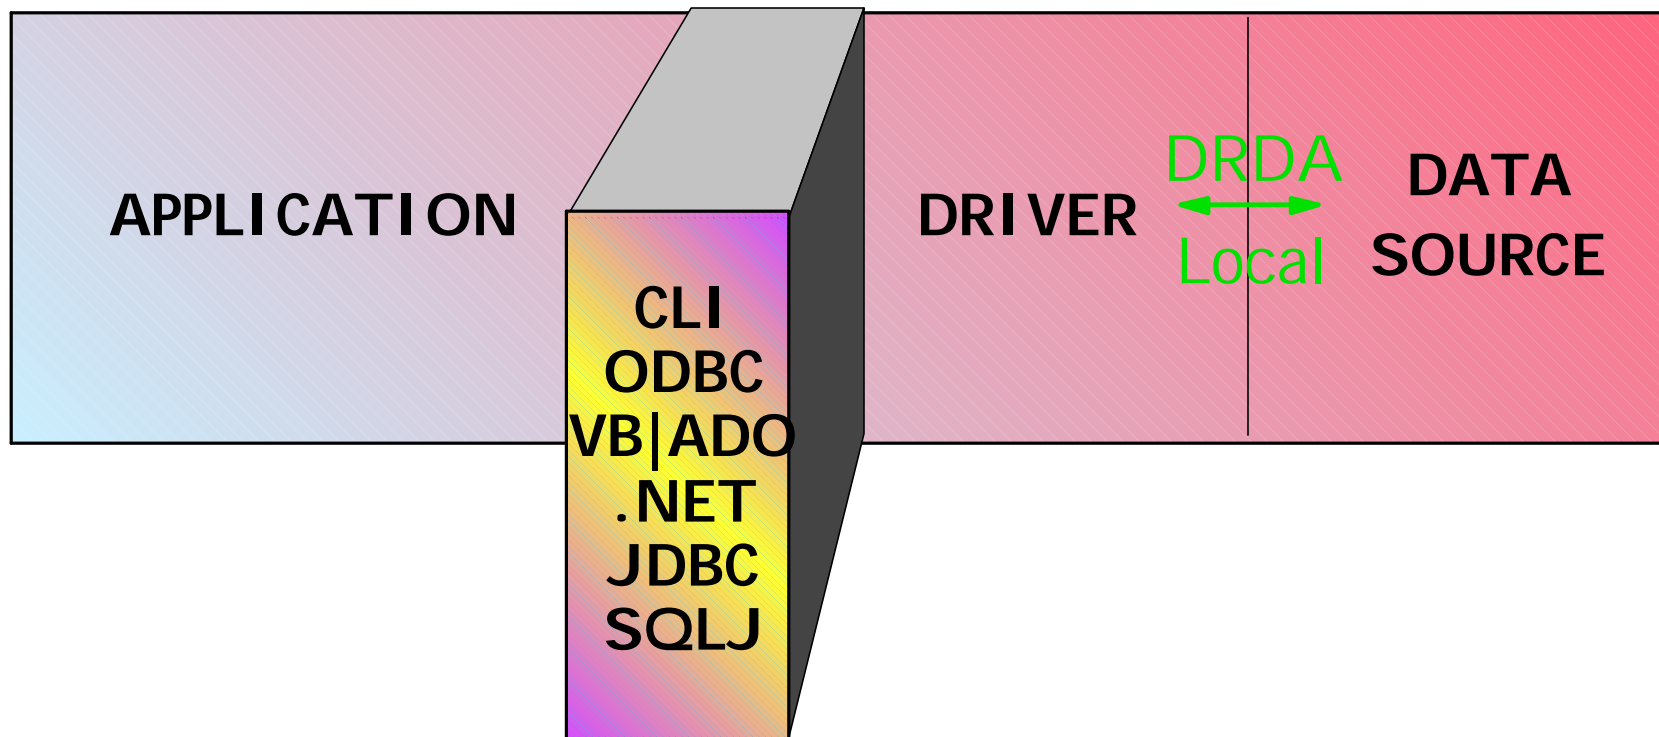 APPLICATION
CLI
ODBC
VB|ADO
.NET
JDBC
SQLJ
DRIVER
DRDA
Local
DATA
SOURCE